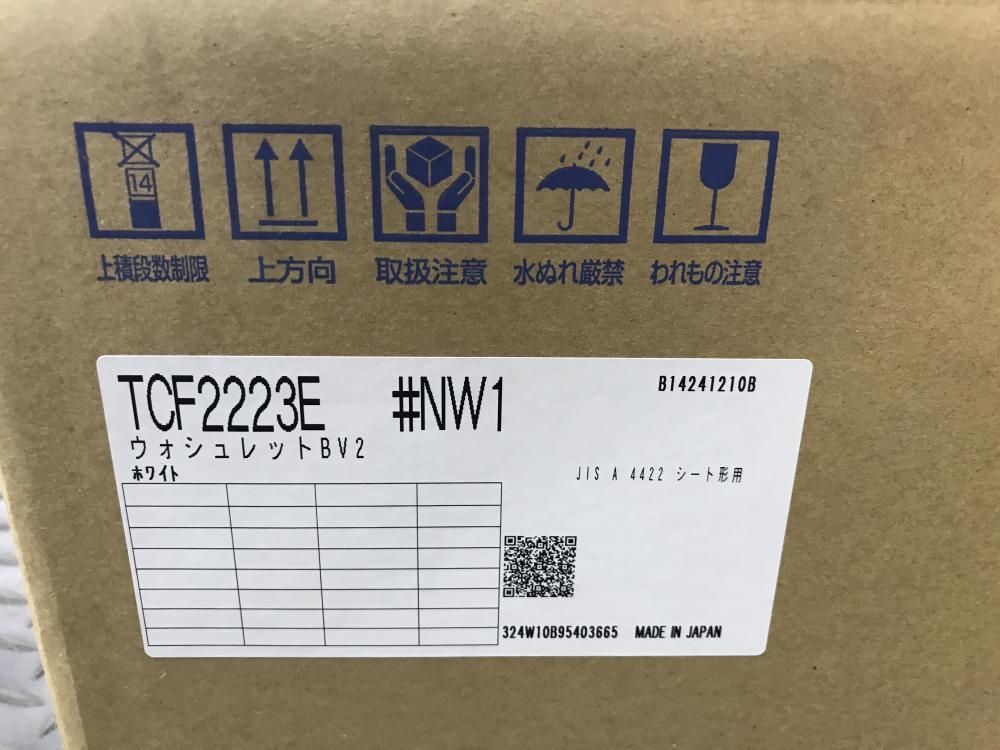 14
上積段数制限 上方向 取扱注意 水ぬれ厳禁 われもの注意
TCF2223E #NW1 B14241210B
ウォシュレットBV2
ホワイト JIS A 4422 シート形用
324W10B95403665 MADE IN JAPAN